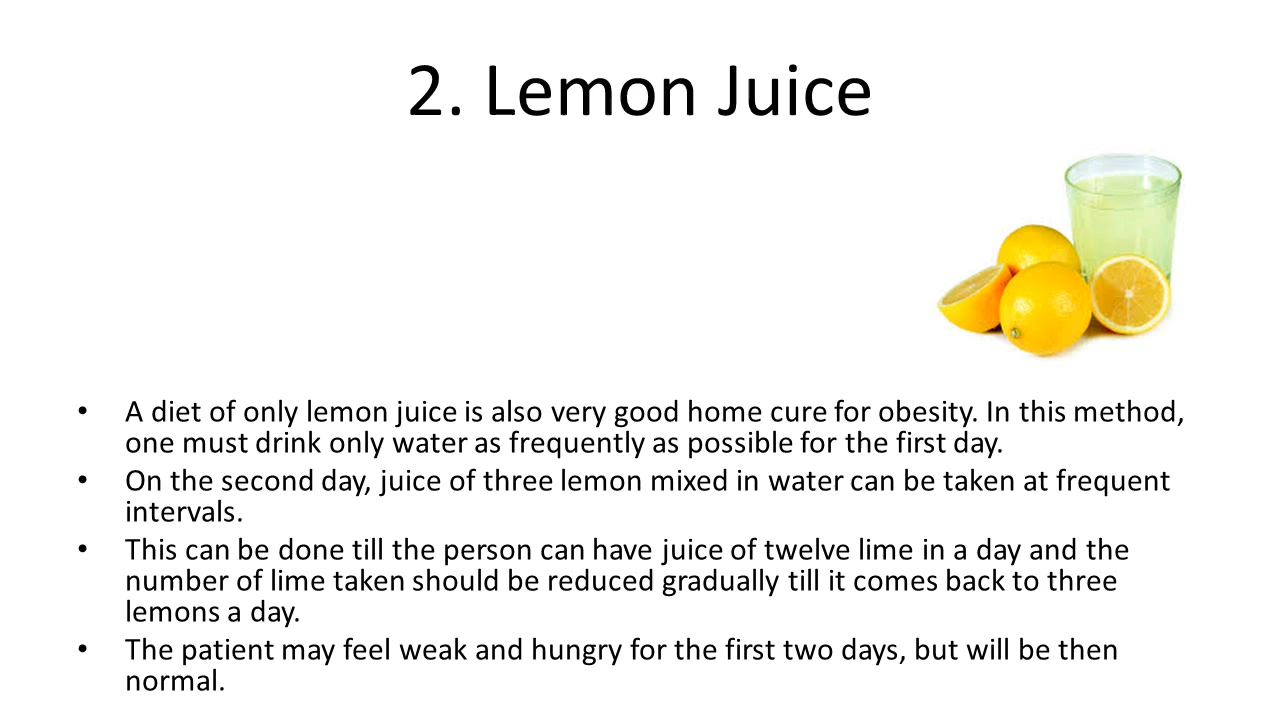 2. Lemon Juice
• A diet of only lemon juice is also very good home cure for obesity. In this method,
one must drink only water as frequently as possible for the first day.
• On the second day, juice of three lemon mixed in water can be taken at frequent
intervals.
• This can be done till the person can have juice of twelve lime in a day and the
number of lime taken should be reduced gradually till it comes back to three
lemons a day.
• The patient may feel weak and hungry for the first two days, but will be then
normal.